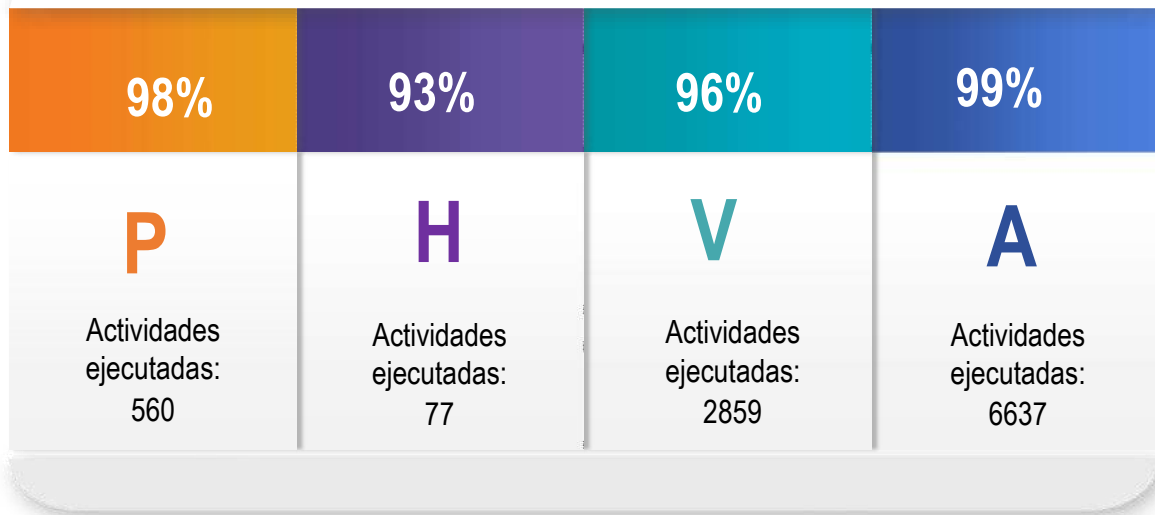 98%
P
Actividades
ejecutadas:
560
93%
H
Actividades
ejecutadas:
77
96%
V
Actividades
ejecutadas:
2859
99%
A
Actividades
ejecutadas:
6637